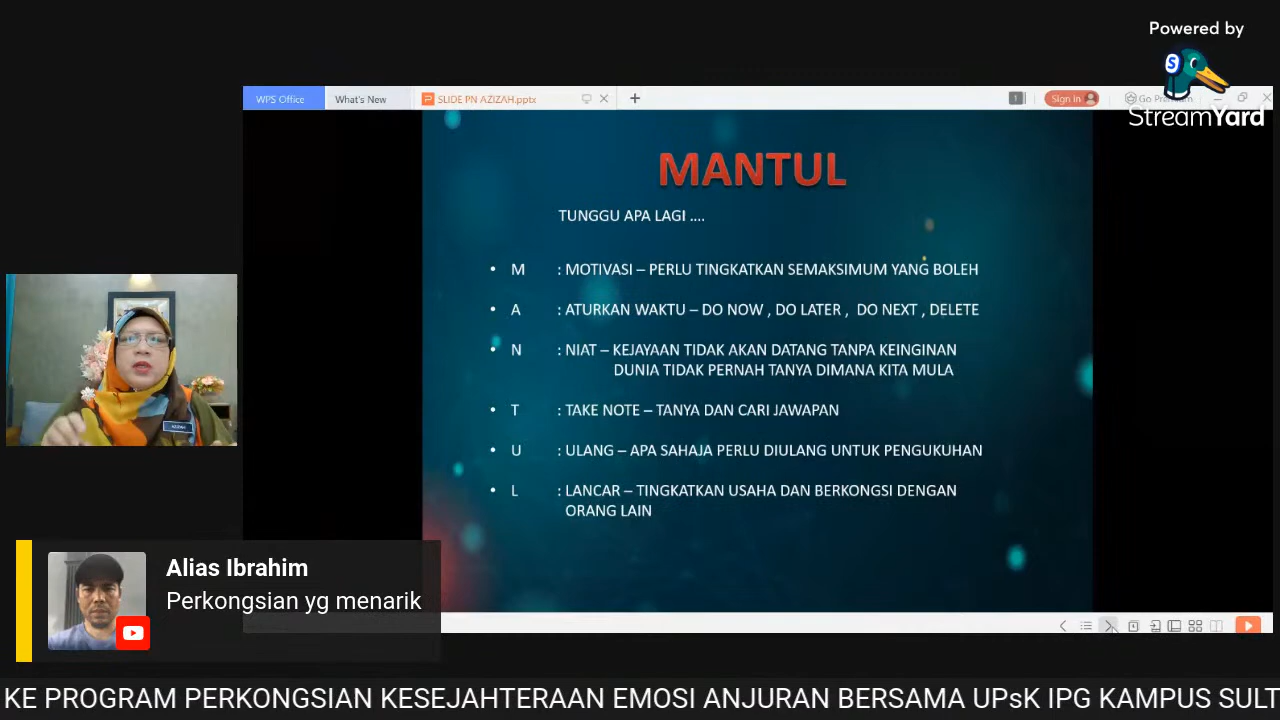 Powered by
StreamYard
WPS Office
What's New
SLIDE PN AZIZAH.pptx
Sign in
Go Premium
MANTUL
TUNGGU APA LAGI ....
• M : MOTIVASI – PERLU TINGKATKAN SEMAKSIMUM YANG BOLEH
• A : ATURKAN WAKTU – DO NOW , DO LATER , DO NEXT , DELETE
• N : NIAT – KEJAYAAN TIDAK AKAN DATANG TANPA KEINGINAN
DUNIA TIDAK PERNAH TANYA DIMANA KITA MULA
• T : TAKE NOTE – TANYA DAN CARI JAWAPAN
• U : ULANG – APA SAHAJA PERLU DIULANG UNTUK PENGUKUHAN
• L : LANCAR – TINGKATKAN USAHA DAN BERKONGSI DENGAN
ORANG LAIN
Alias Ibrahim
Perkongsian yg menarik
KE PROGRAM PERKONGSIAN KESEJAHTERAAN EMOSI ANJURAN BERSAMA UPsK IPG KAMPUS SULT